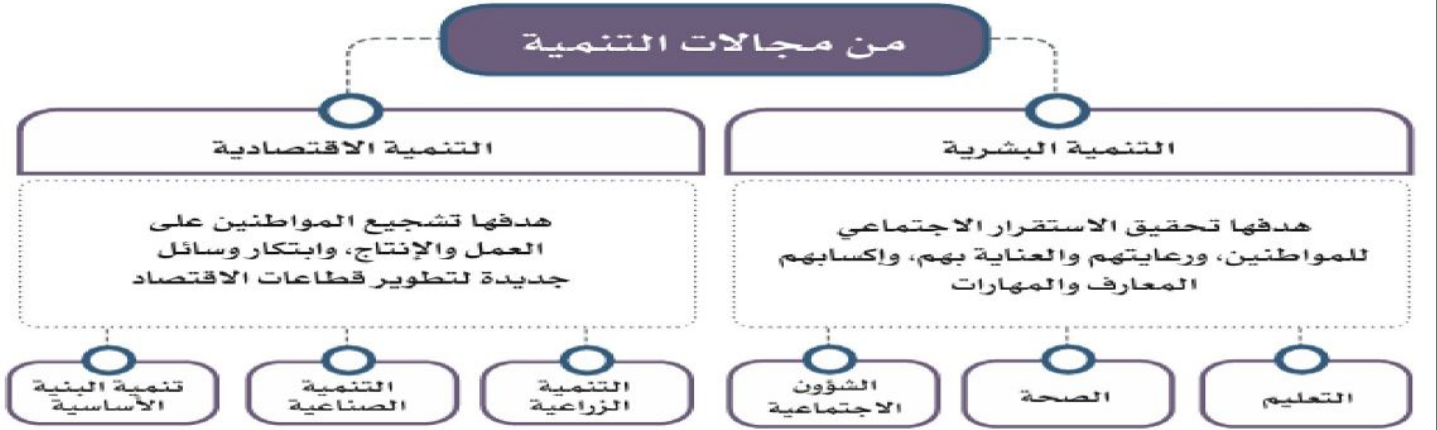 من مجالات التنمية
التنمية البشرية
هدفها تحقيق الاستقرار الاجتماعي
للمواطنين، ورعايتهم والعناية بهم، وإكسابهم
المعارف والمهارات
التعليم
الصحة
الشؤون
الاجتماعية
التنمية الاقتصادية
هدفها تشجيع المواطنين على
العمل والإنتاج، وابتكار وسائل
جديدة لتطوير قطاعات الاقتصاد
التنمية
الزراعية
التنمية
الصناعية
تنمية البنية
الأساسية